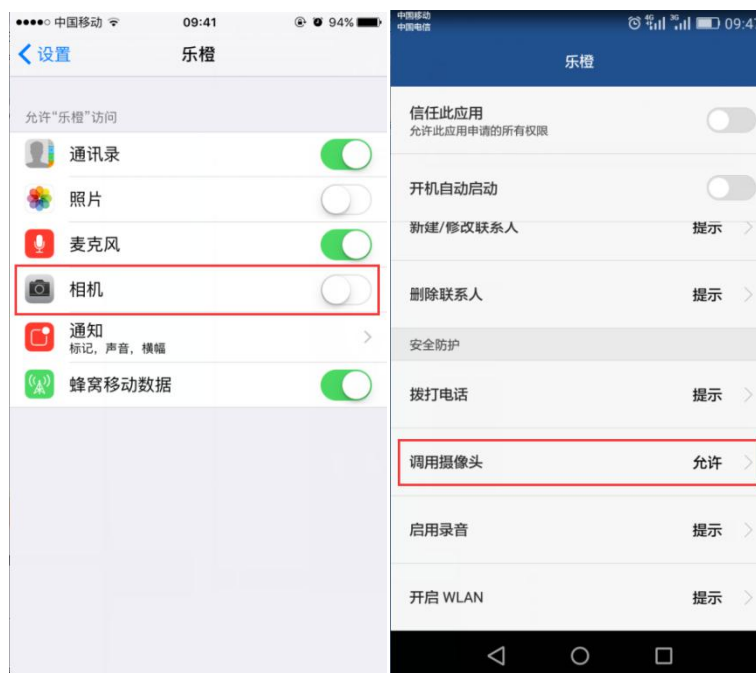 中国移动 09:41 94%
设置 乐橙
允许“乐橙”访问
通讯录
照片
麦克风
相机
通知
标记，声音，横幅
蜂窝移动数据
中国移动
中国电信
4G 3G 09:47
乐橙
信任此应用
允许此应用申请的所有权限
开机自动启动
新建/修改联系人 提示
删除联系人 提示
安全防护
拨打电话 提示
调用摄像头 允许
启用录音 提示
开启 WLAN 提示